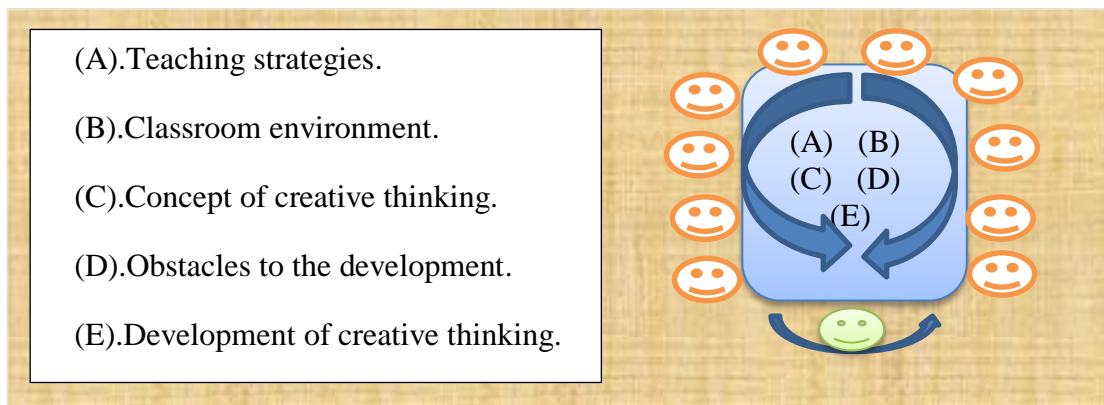 (A).Teaching strategies.
(B).Classroom environment.
(C).Concept of creative thinking.
(D).Obstacles to the development.
(E).Development of creative thinking.
(A) (B)
(C) (D)
(E)